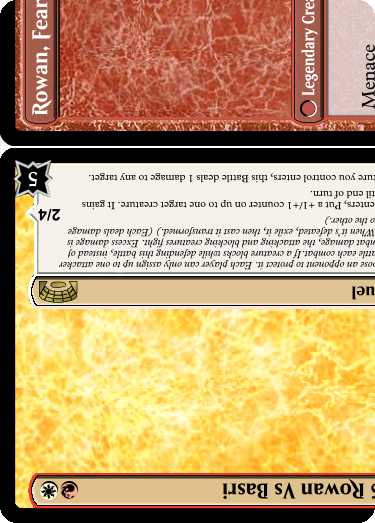 Rowan, Fear
Legendary Crea
Menace
Rowan Vs Basri
uel
ose an opponent to protect it. Each player can only assign up to one attacker
ttle each combat. If a creature blocks while defending this battle, instead of
bat damage, the attacking and blocking creatures fight. Excess damage is
When it's defeated, exile it, then cast it transformed.) (Each deals damage
to the other.)
enters, Put a +1/+1 counter on up to one target creature. It gains
til end of turn.
ture you control enters, this Battle deals 1 damage to any target.
2/4
5